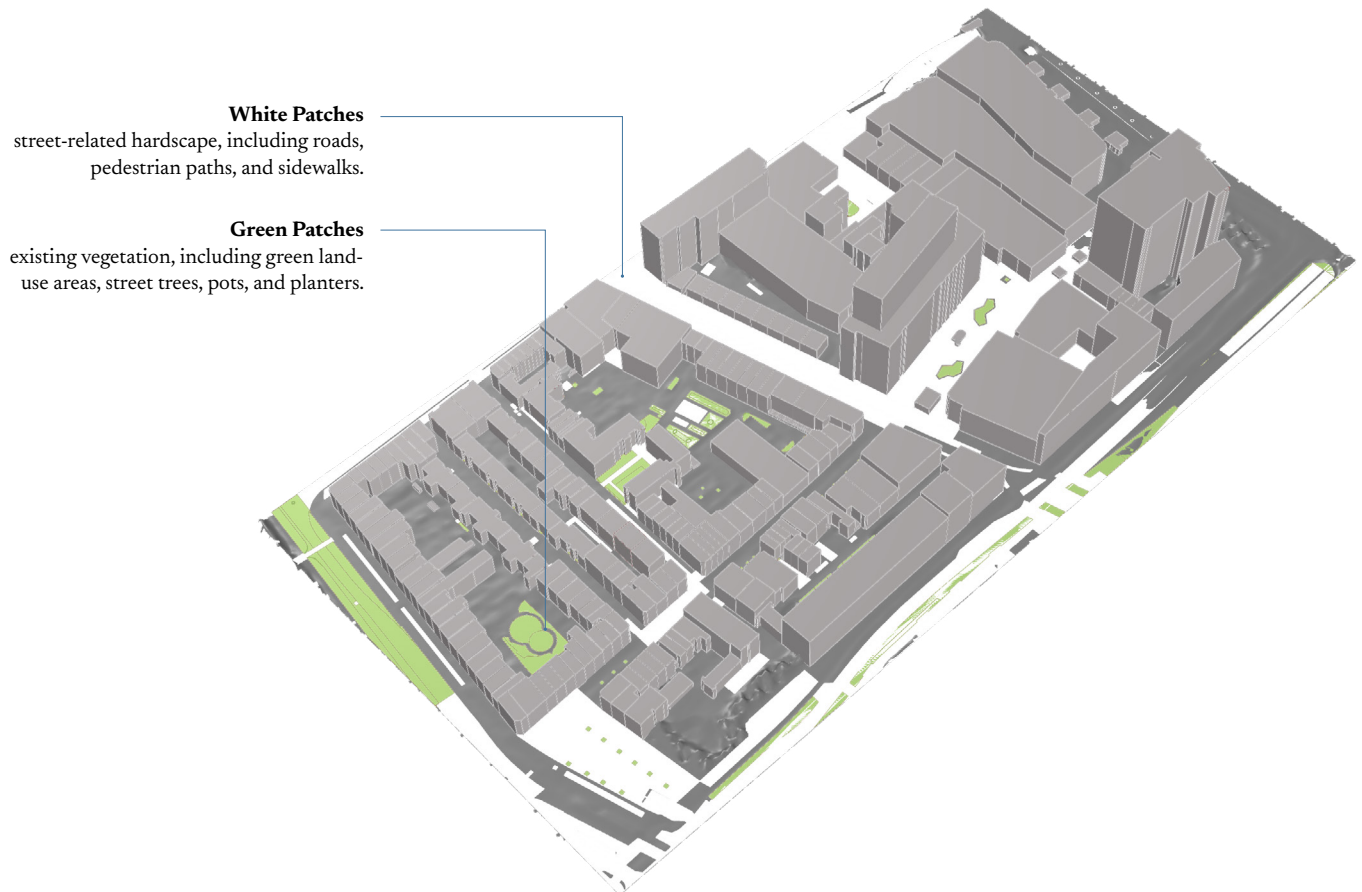 White Patches
street-related hardscape, including roads,
pedestrian paths, and sidewalks.
Green Patches
existing vegetation, including green land-
use areas, street trees, pots, and planters.